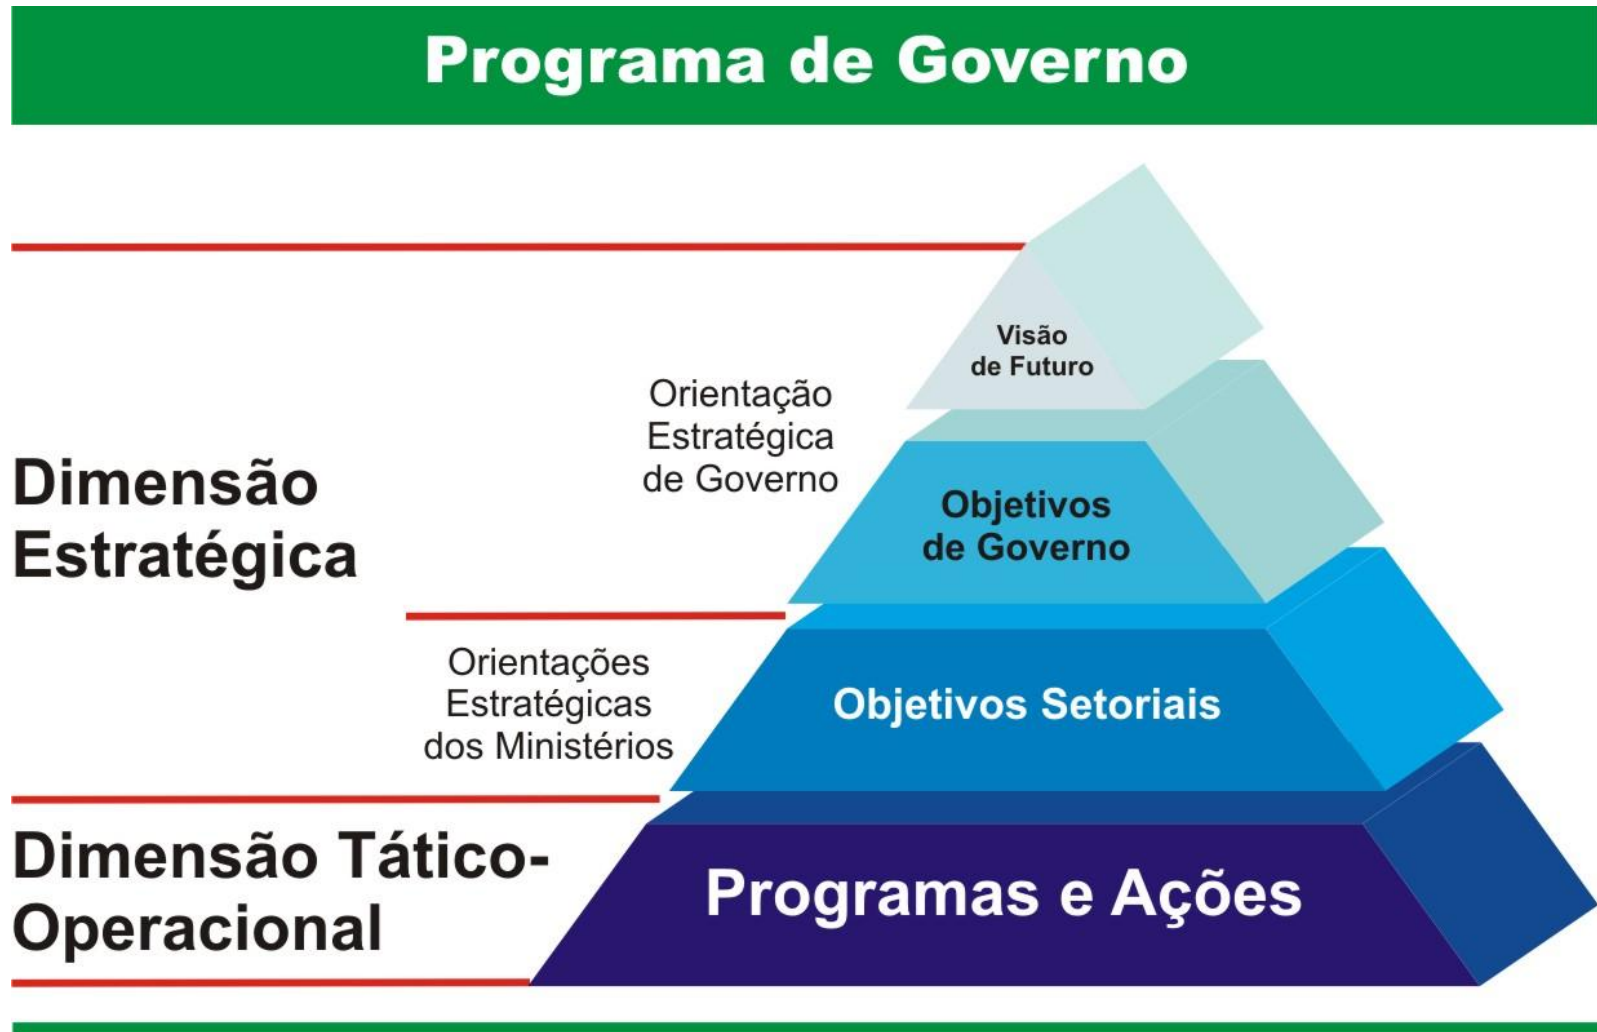 Programa de Governo
Visão
de Futuro
Orientação
Estratégica
de Governo
Dimensão
Estratégica
Objetivos
de Governo
Orientações
Estratégicas
dos Ministérios
Objetivos Setoriais
Dimensão Tático-
Operacional
Programas e Ações